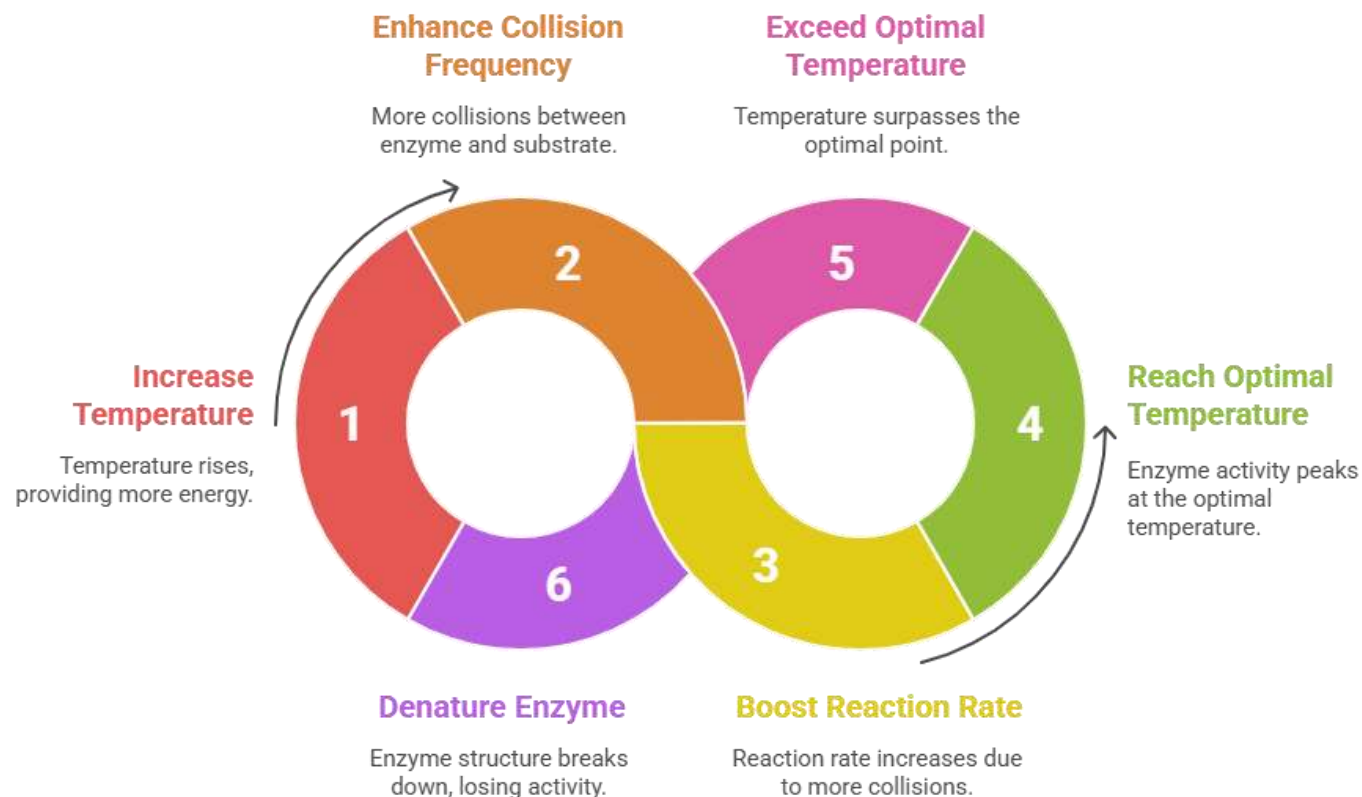 Enhance Collision
Frequency
More collisions between
enzyme and substrate.
Exceed Optimal
Temperature
Temperature surpasses the
optimal point.
2
5
Increase
Temperature
Temperature rises,
providing more energy.
1
4
Reach Optimal
Temperature
Enzyme activity peaks
at the optimal
temperature.
6
3
Denature Enzyme
Enzyme structure breaks
down, losing activity.
Boost Reaction Rate
Reaction rate increases due
to more collisions.